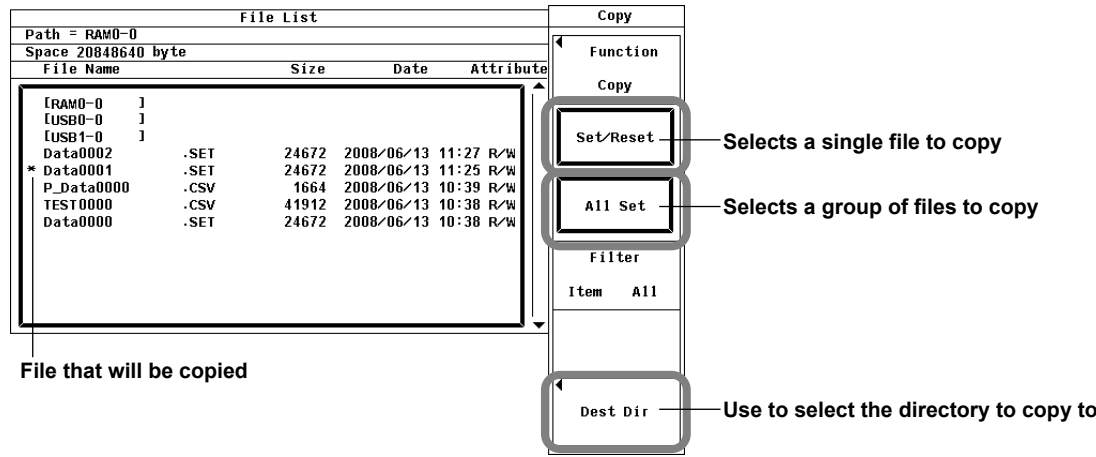 File List
Path = RAM0-0
Space 20848640 byte
File Name Size Date Attribute
[RAM0-0 ]
[USB0-0 ]
[USB1-0 ]
Data0002 .SET 24672 2008/06/13 11:27 R/W
* Data0001 .SET 24672 2008/06/13 11:25 R/W
P_Data0000 .CSV 1664 2008/06/13 10:39 R/W
TEST0000 .CSV 41912 2008/06/13 10:38 R/W
Data0000 .SET 24672 2008/06/13 10:38 R/W
File that will be copied
Copy
Function
Copy
Set/Reset
Selects a single file to copy
All Set
Selects a group of files to copy
Filter
Item All
Dest Dir
Use to select the directory to copy to